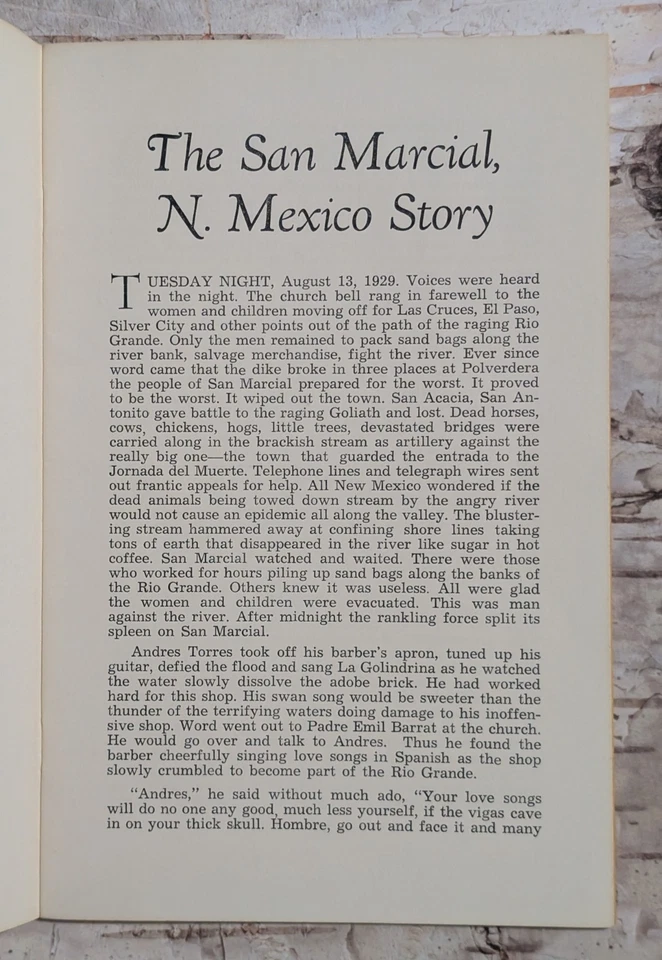 The San Marcial,
N. Mexico Story
TUESDAY NIGHT, August 13, 1929. Voices were heard
in the night. The church bell rang in farewell to the
women and children moving off for Las Cruces, El Paso,
Silver City and other points out of the path of the raging Rio
Grande. Only the men remained to pack sand bags along the
river bank, salvage merchandise, fight the river. Ever since
word came that the dike broke in three places at Polverdera
the people of San Marcial prepared for the worst. It proved
to be the worst. It wiped out the town. San Acacia, San An-
tonito gave battle to the raging Goliath and lost. Dead horses,
cows, chickens, hogs, little trees, devastated bridges were
carried along in the brackish stream as artillery against the
really big one—the town that guarded the entrada to the
Jornada del Muerte. Telephone lines and telegraph wires sent
out frantic appeals for help. All New Mexico wondered if the
dead animals being towed down stream by the angry river
would not cause an epidemic all along the valley. The bluster-
ing stream hammered away at confining shore lines taking
tons of earth that disappeared in the river like sugar in hot
coffee. San Marcial watched and waited. There were those
who worked for hours piling up sand bags along the banks of
the Rio Grande. Others knew it was useless. All were glad
the women and children were evacuated. This was man
against the river. After midnight the rankling force split its
spleen on San Marcial.
Andres Torres took off his barber's apron, tuned up his
guitar, defied the flood and sang La Golindrina as he watched
the water slowly dissolve the adobe brick. He had worked
hard for this shop. His swan song would be sweeter than the
thunder of the terrifying waters doing damage to his inoffen-
sive shop. Word went out to Padre Emil Barrat at the church.
He would go over and talk to Andres. Thus he found the
barber cheerfully singing love songs in Spanish as the shop
slowly crumbled to become part of the Rio Grande.
“Andres,” he said without much ado, “Your love songs
will do no one any good, much less yourself, if the vigas cave
in on your thick skull. Hombre, go out and face it and many